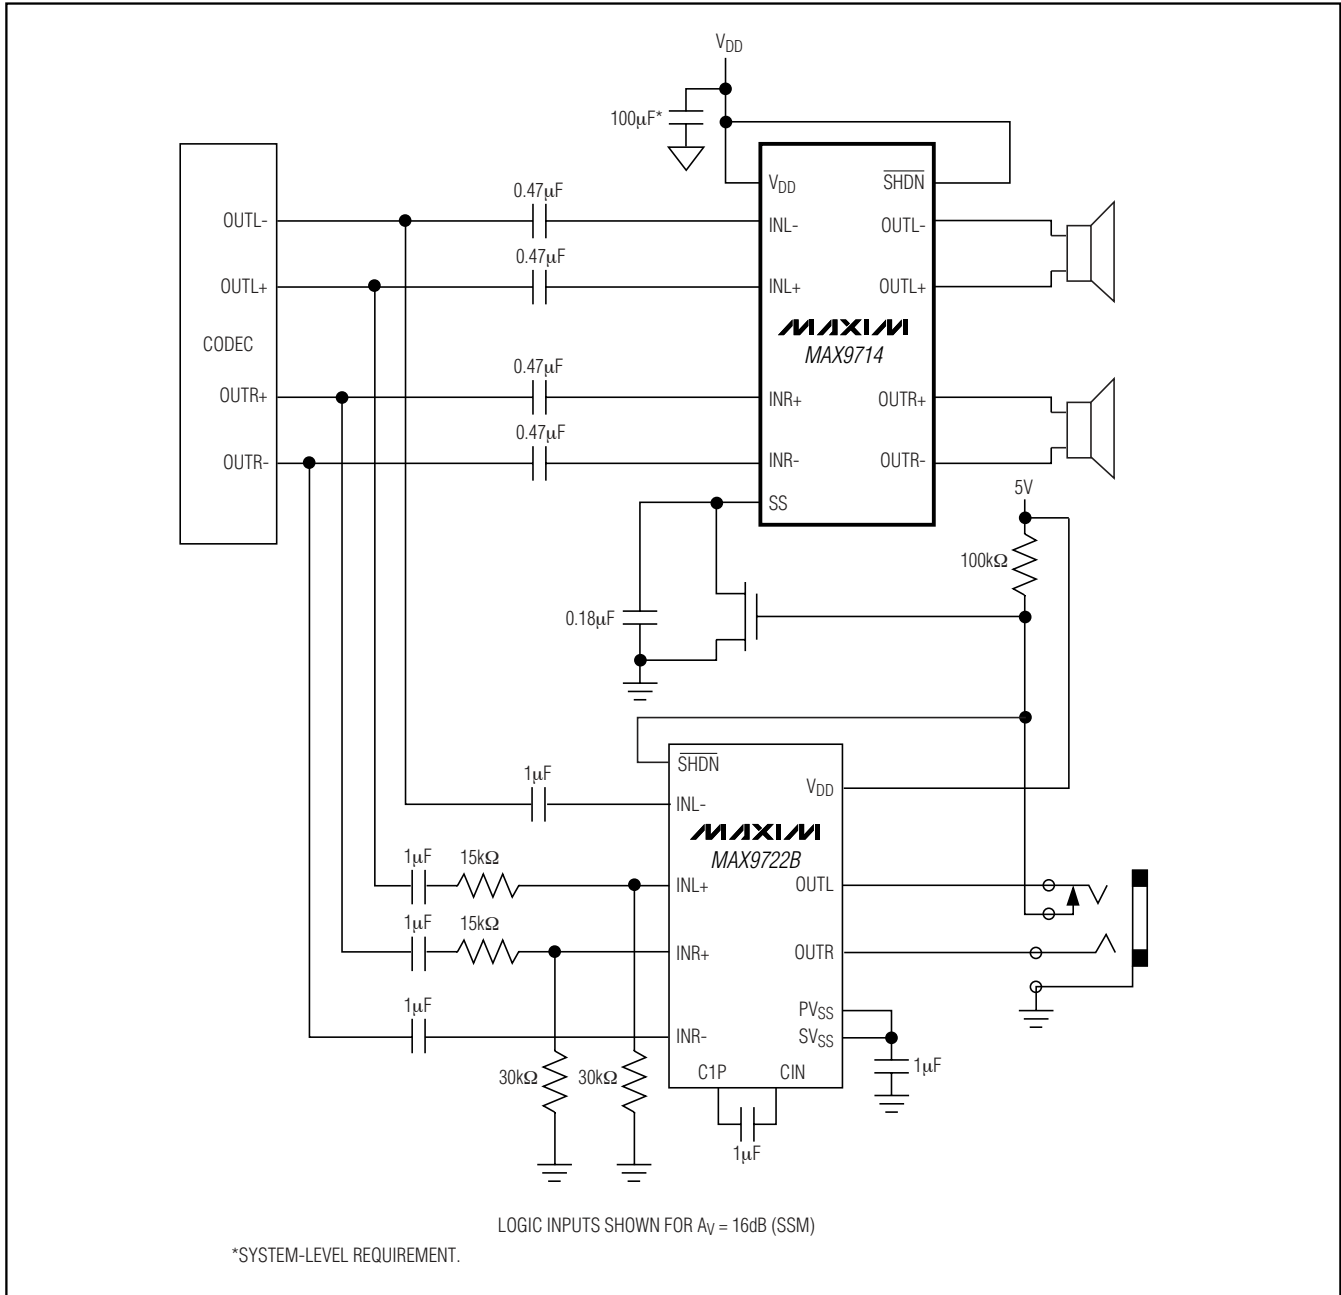 VDD
100µF*
VDD
SHDN
0.47µF
OUTL-
INL-
OUTL-
0.47µF
OUTL+
INL+
OUTL+
MAXIM
MAX9714
CODEC
0.47µF
OUTR+
INR+
OUTR+
0.47µF
OUTR-
INR-
OUTR-
SS
5V
100kΩ
0.18µF
SHDN
1µF
VDD
INL-
MAXIM
MAX9722B
1µF
15kΩ
INL+
OUTL
1µF
15kΩ
INR+
OUTR
1µF
PVSS
INR-
SVSS
1µF
30kΩ
30kΩ
C1P
CIN
1µF
LOGIC INPUTS SHOWN FOR AV = 16dB (SSM)
*SYSTEM-LEVEL REQUIREMENT.